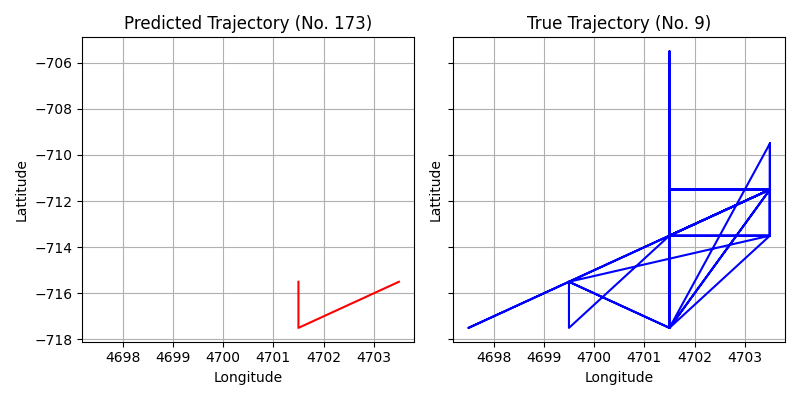 Predicted Trajectory (No. 173)
True Trajectory (No. 9)
Lattitude
−706
−708
−710
−712
−714
−716
−718
4698 4699 4700 4701 4702 4703
Longitude
Lattitude
4698 4699 4700 4701 4702 4703
Longitude